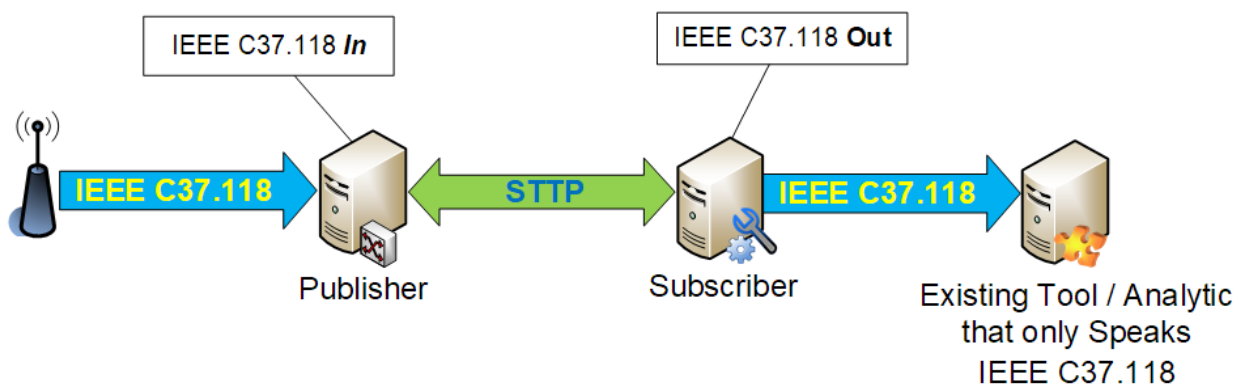 IEEE C37.118 In
IEEE C37.118 Out
IEEE C37.118
STTP
IEEE C37.118
Publisher
Subscriber
Existing Tool / Analytic
that only Speaks
IEEE C37.118